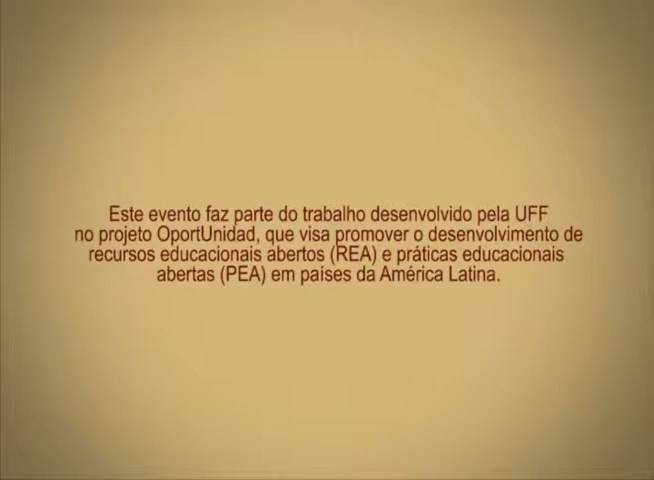 Este evento faz parte do trabalho desenvolvido pela UFF
no projeto OportUnidad, que visa promover o desenvolvimento de
recursos educacionais abertos (REA) e práticas educacionais
abertas (PEA) em países da América Latina.